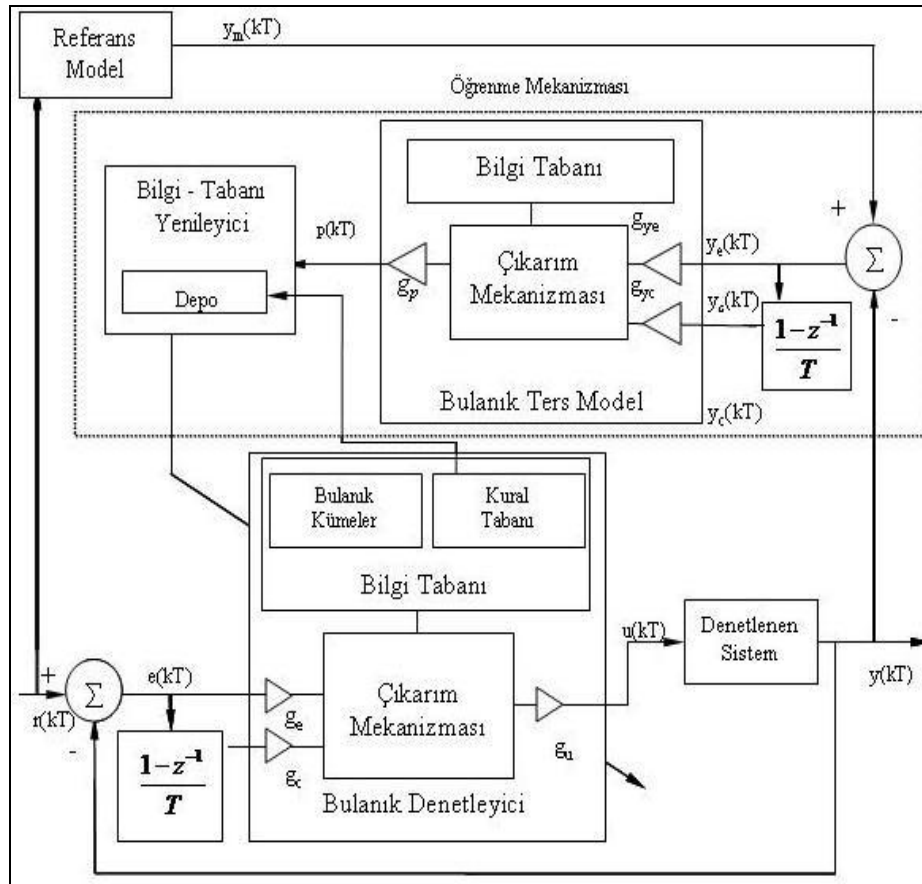 Referans
Model
y_m(kT)
Öğrenme Mekanizması
Bilgi - Tabanı
Yenileyici
Depo
p(kT)
g_p
Bilgi Tabanı
Çıkarım
Mekanizması
g_ye
g_yc
Bulanık Ters Model
y_e(kT)
y_c(kT)
y_c(kT)
+
Σ
-
1-z⁻¹
T
Bulanık
Kümeler
Kural
Tabanı
Bilgi Tabanı
Çıkarım
Mekanizması
Bulanık Denetleyici
+
Σ
r(kT)
-
e(kT)
1-z⁻¹
T
g_e
g_c
g_u
u(kT)
Denetlenen
Sistem
y(kT)